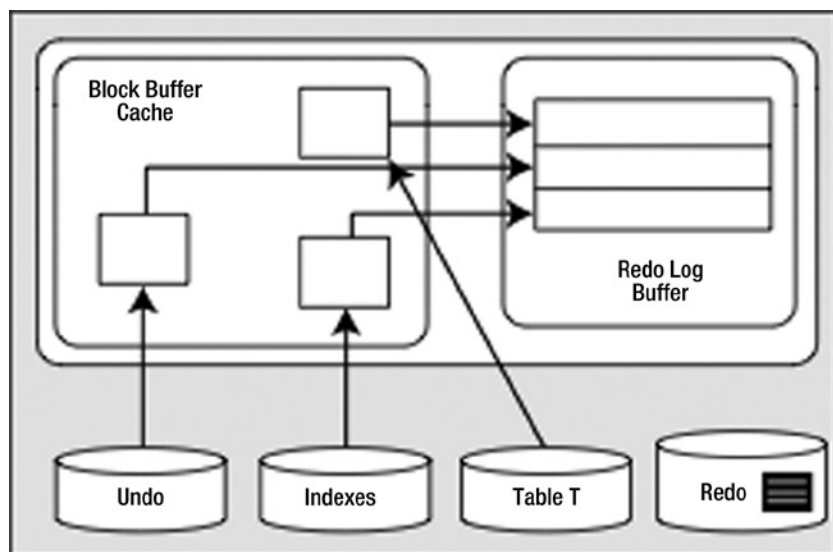 Block Buffer
Cache
Redo Log
Buffer
Undo
Indexes
Table T
Redo